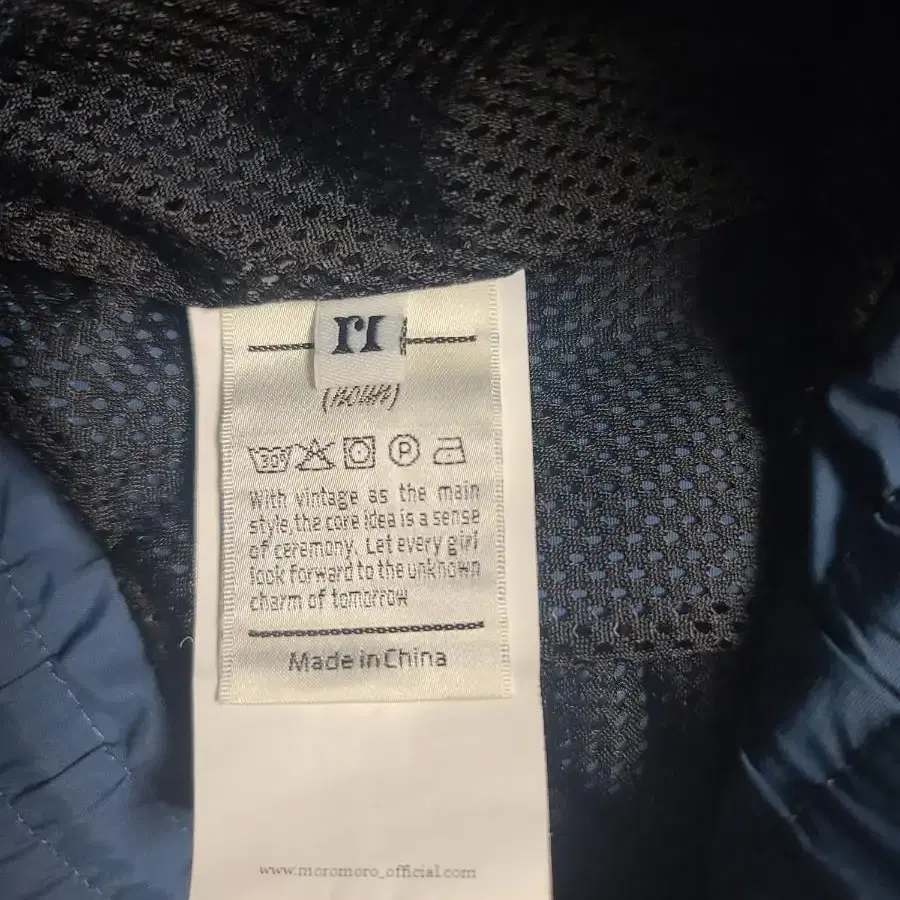 (noun)
30°
P
With vintage as the main
style the core idea is a sense
of ceremony. Let every girl
look forward to the unknown
charm of tomorrow
Made in China
www.moromoro_official.com